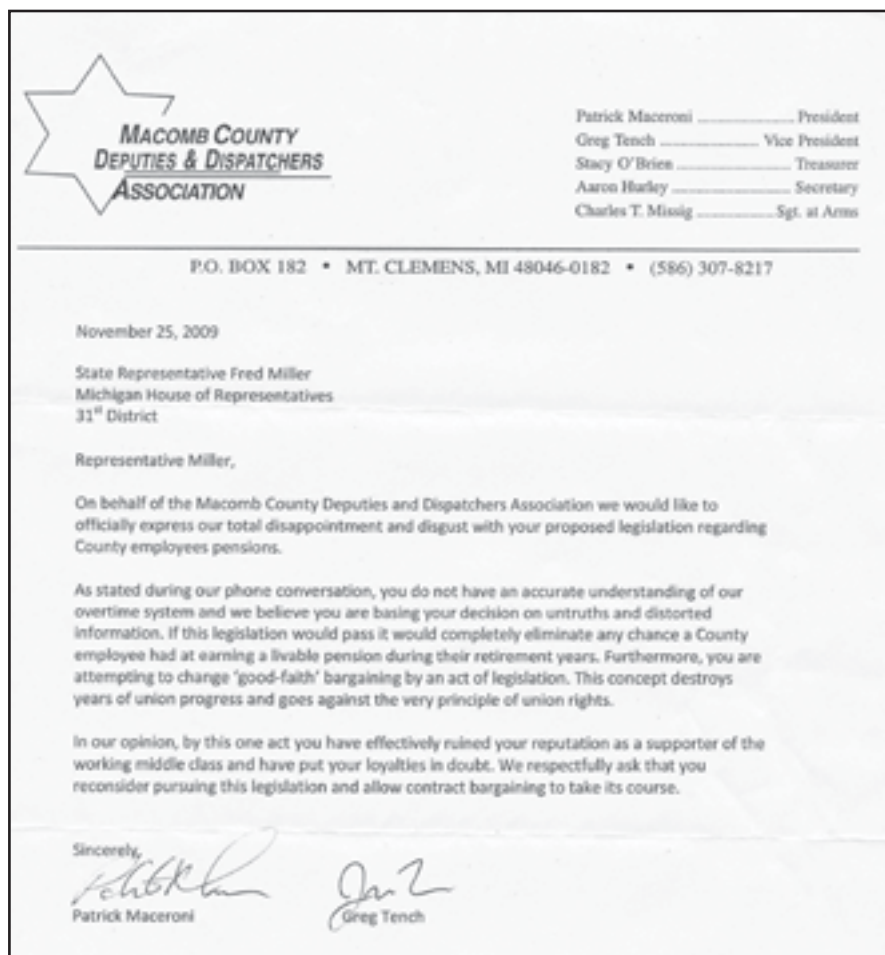 MACOMB COUNTY
DEPUTIES & DISPATCHERS
ASSOCIATION
Patrick Maceroni President
Greg Tench Vice President
Stacy O'Brien Treasurer
Aaron Hurley Secretary
Charles T. Missig Sgt. at Arms
P.O. BOX 182 • MT. CLEMENS, MI 48046-0182 • (586) 307-8217
November 25, 2009
State Representative Fred Miller
Michigan House of Representatives
31st District
Representative Miller,
On behalf of the Macomb County Deputies and Dispatchers Association we would like to
officially express our total disappointment and disgust with your proposed legislation regarding
County employees pensions.
As stated during our phone conversation, you do not have an accurate understanding of our
overtime system and we believe you are basing your decision on untruths and distorted
information. If this legislation would pass it would completely eliminate any chance a County
employee had at earning a livable pension during their retirement years. Furthermore, you are
attempting to change 'good-faith' bargaining by an act of legislation. This concept destroys
years of union progress and goes against the very principle of union rights.
In our opinion, by this one act you have effectively ruined your reputation as a supporter of the
working middle class and have put your loyalties in doubt. We respectfully ask that you
reconsider pursuing this legislation and allow contract bargaining to take its course.
Sincerely,
Patrick Maceroni
Greg Tench